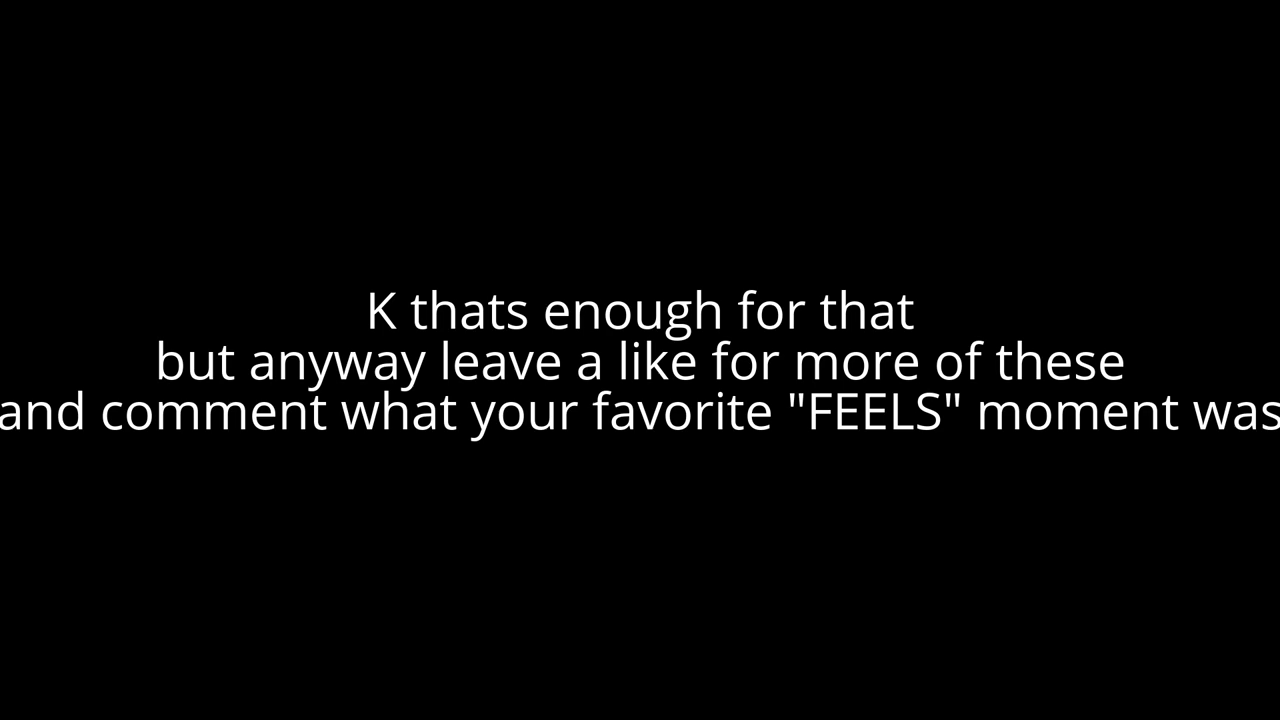 K thats enough for that
but anyway leave a like for more of these
and comment what your favorite "FEELS" moment was